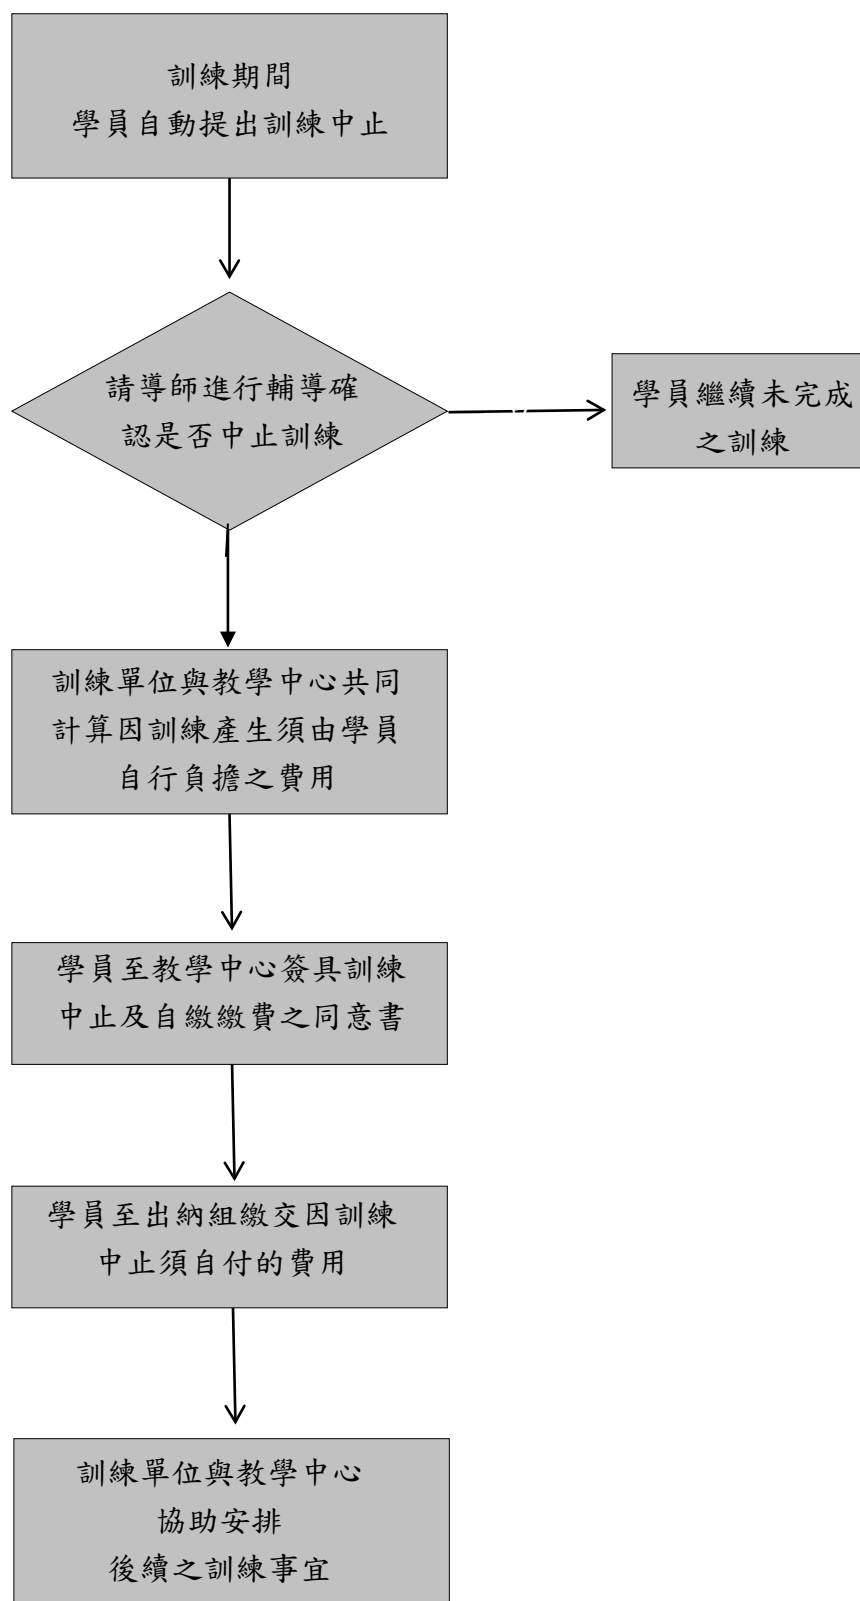 訓練期間
學員自動提出訓練中止
請導師進行輔導確
認是否中止訓練
學員繼續未完成
之訓練
訓練單位與教學中心共同
計算因訓練產生須由學員
自行負擔之費用
學員至教學中心簽具訓練
中止及自繳繳費之同意書
學員至出納組繳交因訓練
中止須自付的費用
訓練單位與教學中心
協助安排
後續之訓練事宜